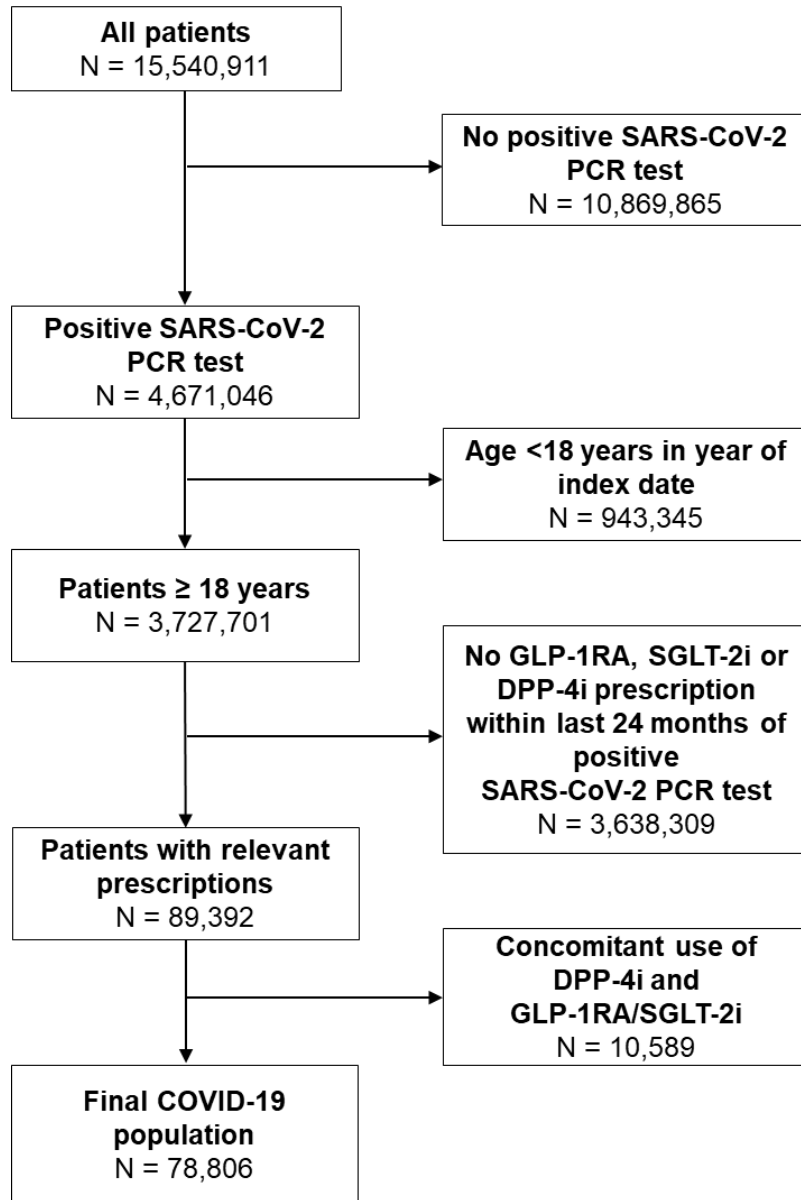 All patients
N = 15,540,911
No positive SARS-CoV-2
PCR test
N = 10,869,865
Positive SARS-CoV-2
PCR test
N = 4,671,046
Age <18 years in year of
index date
N = 943,345
Patients ≥ 18 years
N = 3,727,701
No GLP-1RA, SGLT-2i or
DPP-4i prescription
within last 24 months of
positive
SARS-CoV-2 PCR test
N = 3,638,309
Patients with relevant
prescriptions
N = 89,392
Concomitant use of
DPP-4i and
GLP-1RA/SGLT-2i
N = 10,589
Final COVID-19
population
N = 78,806